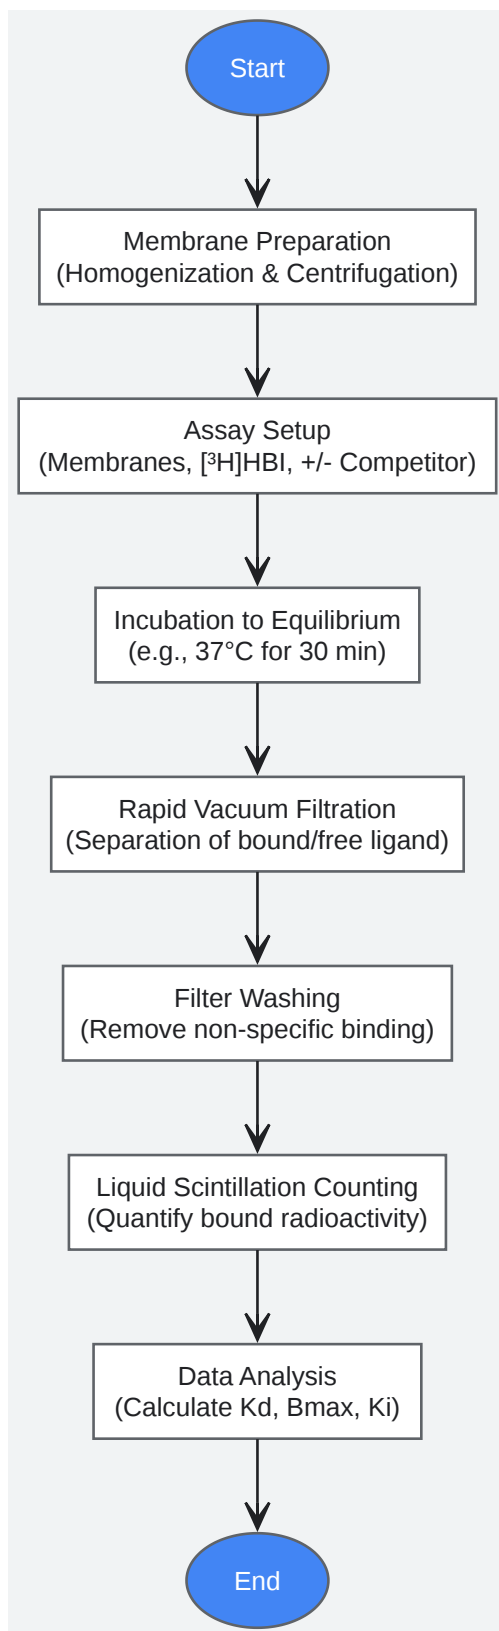 Start
Membrane Preparation
(Homogenization & Centrifugation)
Assay Setup
(Membranes, [³H]HBI, +/- Competitor)
Incubation to Equilibrium
(e.g., 37°C for 30 min)
Rapid Vacuum Filtration
(Separation of bound/free ligand)
Filter Washing
(Remove non-specific binding)
Liquid Scintillation Counting
(Quantify bound radioactivity)
Data Analysis
(Calculate Kd, Bmax, Ki)
End